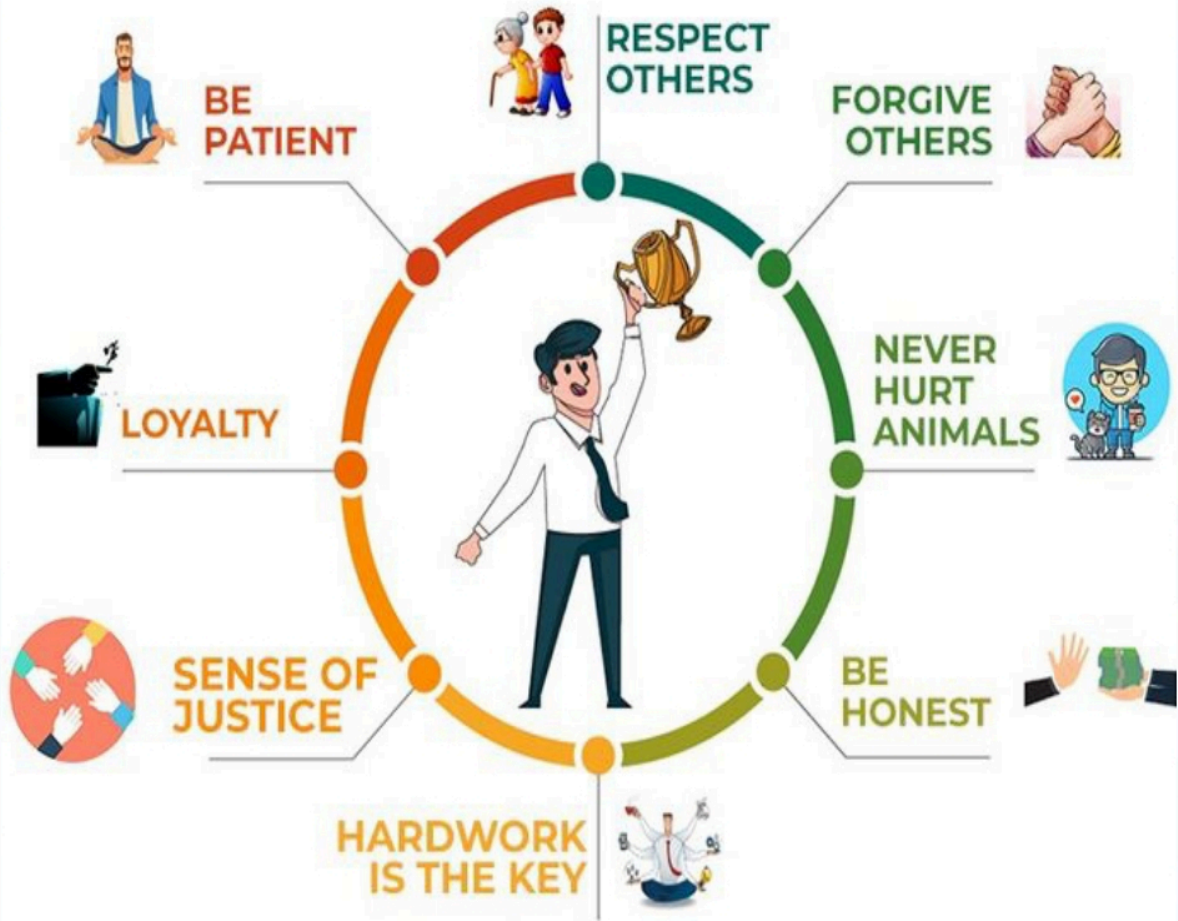 RESPECT
OTHERS
FORGIVE
OTHERS
NEVER
HURT
ANIMALS
BE
HONEST
HARDWORK
IS THE KEY
SENSE OF
JUSTICE
LOYALTY
BE
PATIENT